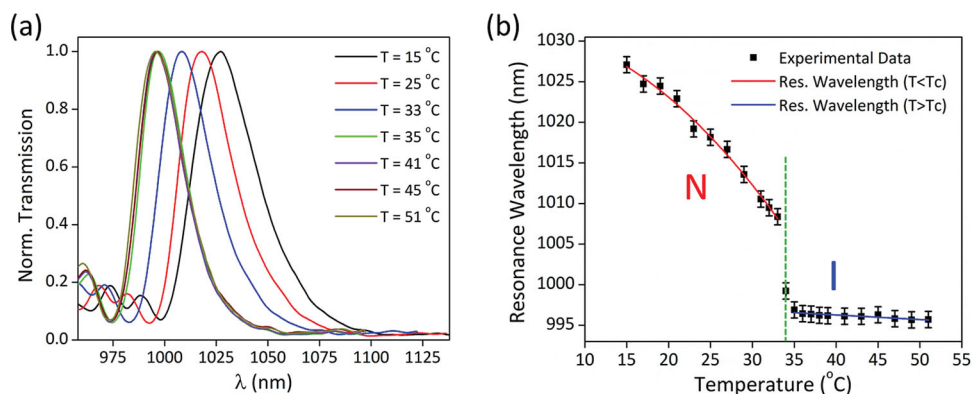 (a)
1.0
0.8
0.6
0.4
0.2
0.0
Norm. Transmission
975 1000 1025 1050 1075 1100 1125
λ (nm)
T = 15 °C
T = 25 °C
T = 33 °C
T = 35 °C
T = 41 °C
T = 45 °C
T = 51 °C
(b)
1030
1025
1020
1015
1010
1005
1000
995
Resonance Wavelength (nm)
Experimental Data
Res. Wavelength (T<Tc)
Res. Wavelength (T>Tc)
N
I
10 15 20 25 30 35 40 45 50 55
Temperature (°C)